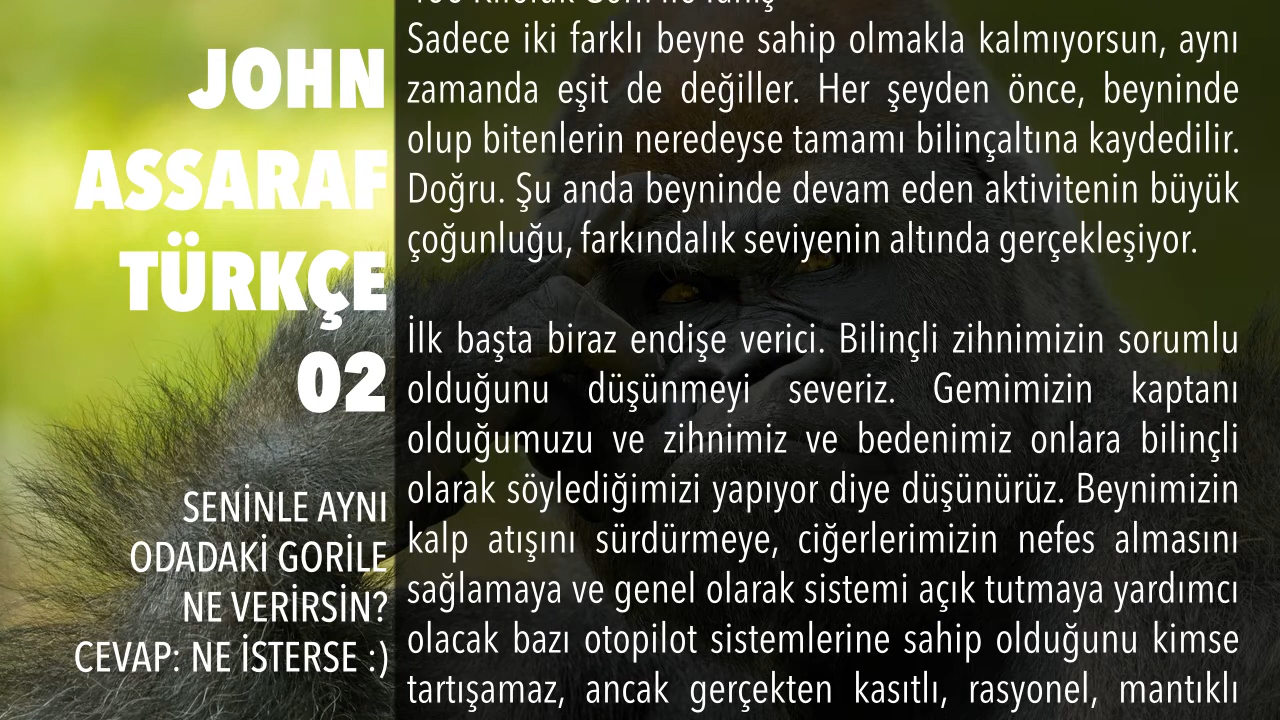 JOHN
ASSARAF
TÜRKÇE
02
SENİNLE AYNI
ODADAKİ GORİLE
NE VERİRSİN?
CEVAP: NE İSTERSE :)
Sadece iki farklı beyne sahip olmakla kalmıyorsun, aynı
zamanda eşit de değiller. Her şeyden önce, beyninde
olup bitenlerin neredeyse tamamı bilinçaltına kaydedilir.
Doğru. Şu anda beyninde devam eden aktivitenin büyük
çoğunluğu, farkındalık seviyenin altında gerçekleşiyor.
İlk başta biraz endişe verici. Bilinçli zihnimizin sorumlu
olduğunu düşünmeyi severiz. Gemimizin kaptanı
olduğumuzu ve zihnimiz ve bedenimiz onlara bilinçli
olarak söylediğimizi yapıyor diye düşünürüz. Beynimizin
kalp atışını sürdürmeye, ciğerlerimizin nefes almasını
sağlamaya ve genel olarak sistemi açık tutmaya yardımcı
olacak bazı otopilot sistemlerine sahip olduğunu kimse
tartışamaz, ancak gerçekten kasıtlı, rasyonel, mantıklı